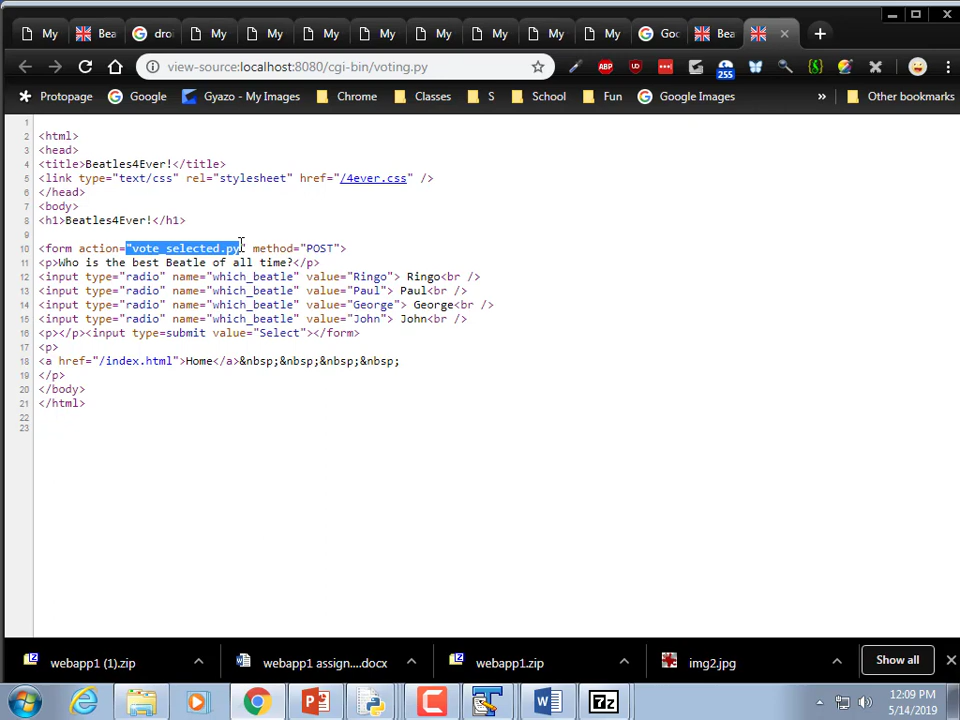 My
Bea
dro
My
My
My
My
My
My
My
My
Goo
Bea
view-source:localhost:8080/cgi-bin/voting.py
ABP
255
Protopage
Google
Gyazo - My Images
Chrome
Classes
S
School
Fun
Google Images
»
Other bookmarks
1
2 <html>
3 <head>
4 <title>Beatles4Ever!</title>
5 <link type="text/css" rel="stylesheet" href="/4ever.css" />
6 </head>
7 <body>
8 <h1>Beatles4Ever!</h1>
9
10 <form action="vote_selected.py" method="POST">
11 <p>Who is the best Beatle of all time?</p>
12 <input type="radio" name="which_beatle" value="Ringo"> Ringo<br />
13 <input type="radio" name="which_beatle" value="Paul"> Paul<br />
14 <input type="radio" name="which_beatle" value="George"> George<br />
15 <input type="radio" name="which_beatle" value="John"> John<br />
16 <p></p><input type=submit value="Select"></form>
17 <p>
18 <a href="/index.html">Home</a>&nbsp;&nbsp;&nbsp;&nbsp;
19 </p>
20 </body>
21 </html>
22
23
webapp1 (1).zip
webapp1 assign....docx
webapp1.zip
img2.jpg
Show all
12:09 PM
5/14/2019